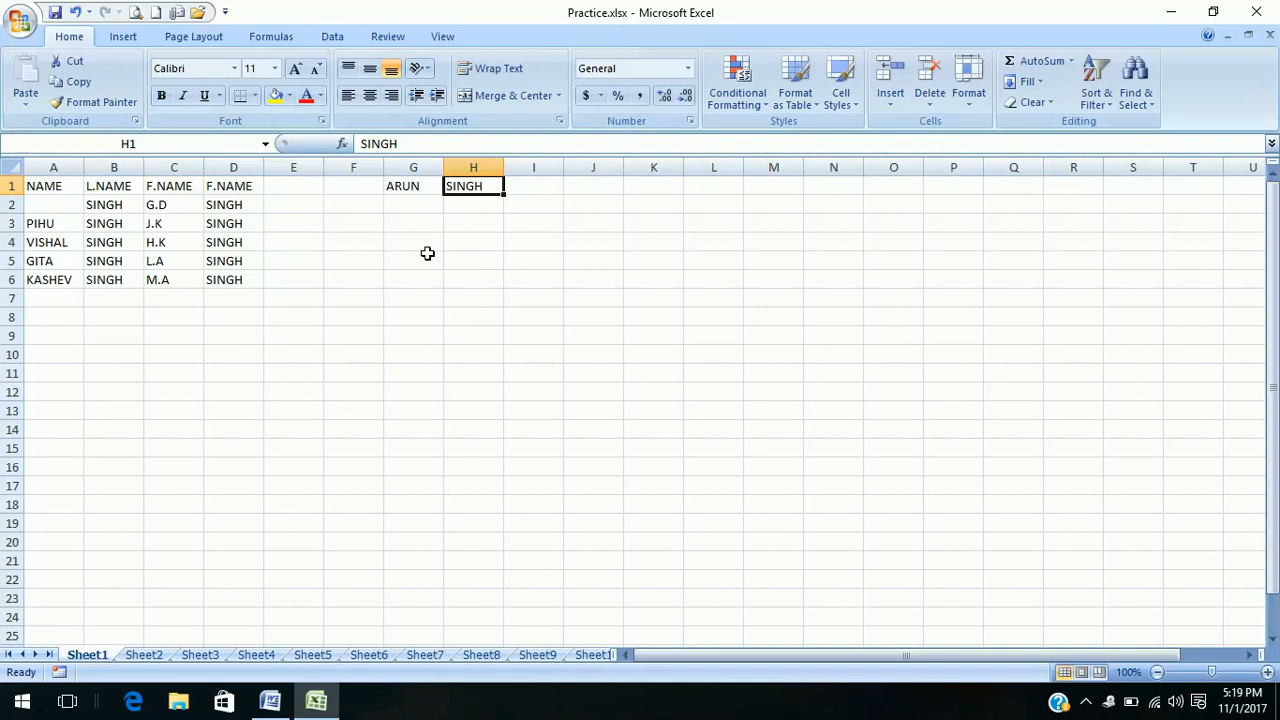 Practice.xlsx - Microsoft Excel
Home Insert Page Layout Formulas Data Review View
Paste
Cut
Copy
Format Painter
Clipboard
Calibri 11
B I U
Font
Wrap Text
Merge & Center
Alignment
General
$ % ,
Number
Conditional Formatting
Format as Table
Cell Styles
Styles
Insert Delete Format
Cells
Σ AutoSum
Fill
Clear
Sort & Filter
Find & Select
Editing
H1 fx SINGH
A B C D E F G H I J K L M N O P Q R S T U
1 NAME L.NAME F.NAME F.NAME ARUN SINGH
2 SINGH G.D SINGH
3 PIHU SINGH J.K SINGH
4 VISHAL SINGH H.K SINGH
5 GITA SINGH L.A SINGH
6 KASHEV SINGH M.A SINGH
7
8
9
10
11
12
13
14
15
16
17
18
19
20
21
22
23
24
25
Sheet1 Sheet2 Sheet3 Sheet4 Sheet5 Sheet6 Sheet7 Sheet8 Sheet9 Sheet1
Ready 100%
5:19 PM
11/1/2017